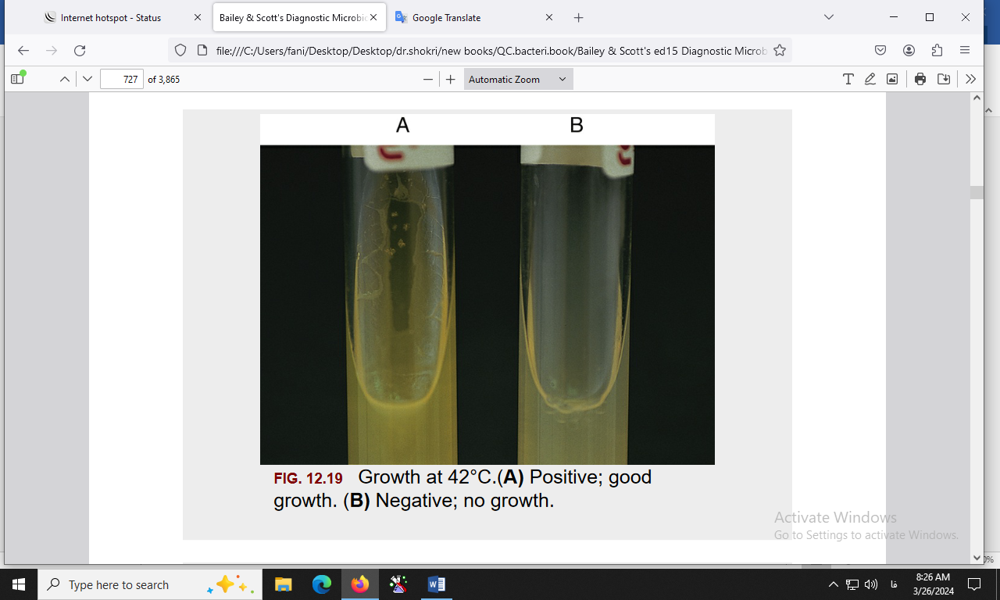 Internet hotspot - Status
Bailey & Scott's Diagnostic Microbio
Google Translate
file:///C:/Users/fani/Desktop/Desktop/dr.shokri/new books/QC.bacteri.book/Bailey & Scott's ed15 Diagnostic Microb
727 of 3,865
Automatic Zoom
A B
FIG. 12.19 Growth at 42°C.(A) Positive; good
growth. (B) Negative; no growth.
Activate Windows
Go to Settings to activate Windows.
0%
Type here to search
فا
8:26 AM
3/26/2024